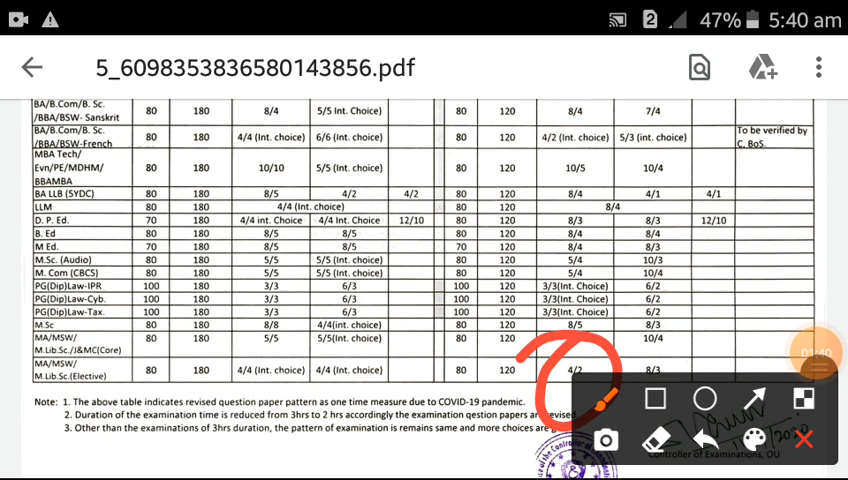 2 47% 5:40 am
5_6098353836580143856.pdf
BA/B.Com/B. Sc. /BBA/BSW- Sanskrit 80 180 8/4 5/5 Int. Choice) 80 120 8/4 7/4
BA/B.Com/B. Sc. /BBA/BSW-French 80 180 4/4 (Int. choice) 6/6 (Int. choice) 80 120 4/2 (Int. choice) 5/3 (int. choice) To be verified by C, BoS.
MBA Tech/ Evn/PE/MDHM/ BBAMBA 80 180 10/10 5/5 (Int. choice) 80 120 10/5 10/4
BA LLB (5YDC) 80 180 8/5 4/2 4/2 80 120 8/4 4/1 4/1
LLM 80 180 4/4 (Int. choice) 80 120 8/4
D. P. Ed. 70 180 4/4 int. Choice 4/4 Int. Choice 12/10 80 120 8/3 8/3 12/10
B. Ed 80 180 8/5 8/5 80 120 8/4 8/4
M Ed. 70 180 8/5 8/5 70 120 8/4 8/3
M.Sc. (Audio) 80 180 5/5 5/5 (Int. choice) 80 120 5/4 10/3
M. Com (CBCS) 80 180 5/5 5/5 (Int. choice) 80 120 5/4 10/4
PG(Dip)Law-IPR 100 180 3/3 6/3 100 120 3/3(Int. Choice) 6/2
PG(Dip)Law-Cyb. 100 180 3/3 6/3 100 120 3/3(Int. Choice) 6/2
PG(Dip)Law-Tax. 100 180 3/3 6/3 100 120 3/3(Int. Choice) 6/2
M.Sc 80 180 8/8 4/4(int. choice) 80 120 8/5 8/3
MA/MSW/ M.Lib.Sc./J&MC(Core) 80 180 5/5 5/5(Int. choice) 80 120 10/4
MA/MSW/ M.Lib.Sc.(Elective) 80 180 4/4 (Int. choice) 4/4 (Int. choice) 80 120 4/2 8/3
01:40
Note: 1. The above table indicates revised question paper pattern as one time measure due to COVID-19 pandemic.
2. Duration of the examination time is reduced from 3hrs to 2 hrs accordingly the examination qestion papers are revised
3. Other than the examinations of 3hrs duration, the pattern of examination is remains same and more choices are
Controller of Examinations, OU